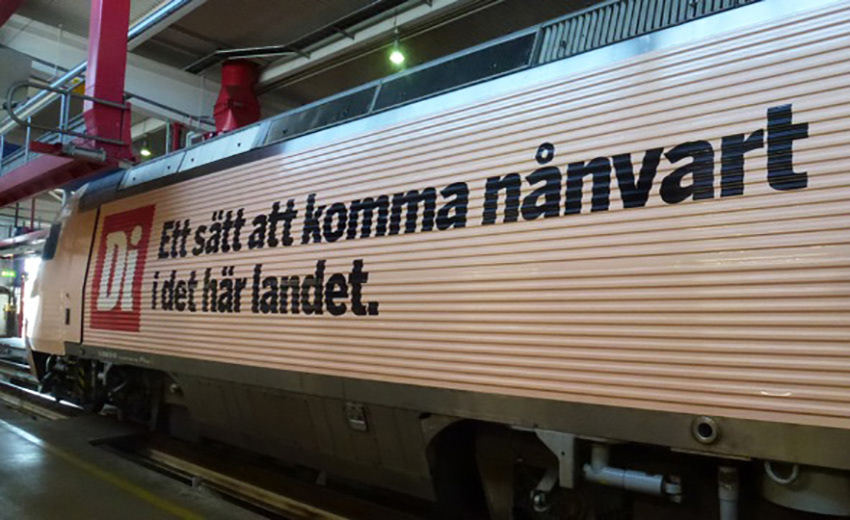 Di
Ett sätt att komma nånvart
i det här landet.